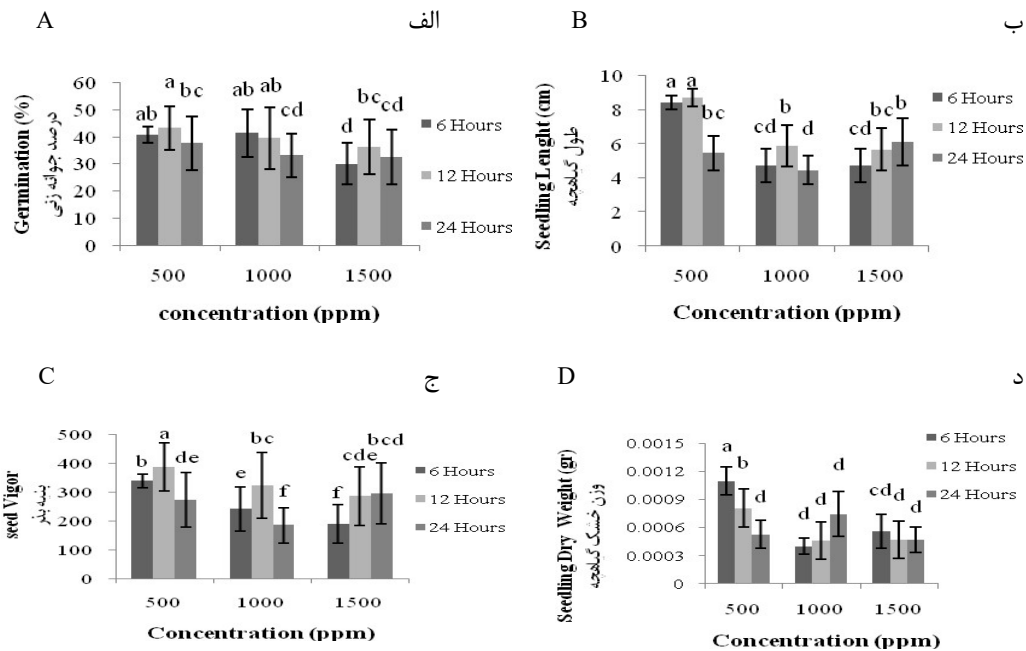 A
الف
ab a bc ab ab cd d bc cd
60
50
40
30
20
10
0
Germination (%)
درصد جوانه زنی
500 1000 1500
concentration (ppm)
6 Hours
12 Hours
24 Hours
B
ب
a a bc cd b d cd bc b
10
8
6
4
2
0
Seedling Lenght (cm)
طول گیاهچه
500 1000 1500
Concentration (ppm)
6 Hours
12 Hours
24 Hours
C
ج
b a de e bc f f cde bcd
500
400
300
200
100
0
seed Vigor
بنیه بذر
500 1000 1500
Concentration (ppm)
6 Hours
12 Hours
24 Hours
D
د
a b d d d d cd d d
0.0015
0.0012
0.0009
0.0006
0.0003
0
Seedling Dry Weight (gr)
وزن خشک گیاهچه
500 1000 1500
Concentration (ppm)
6 Hours
12 Hours
24 Hours